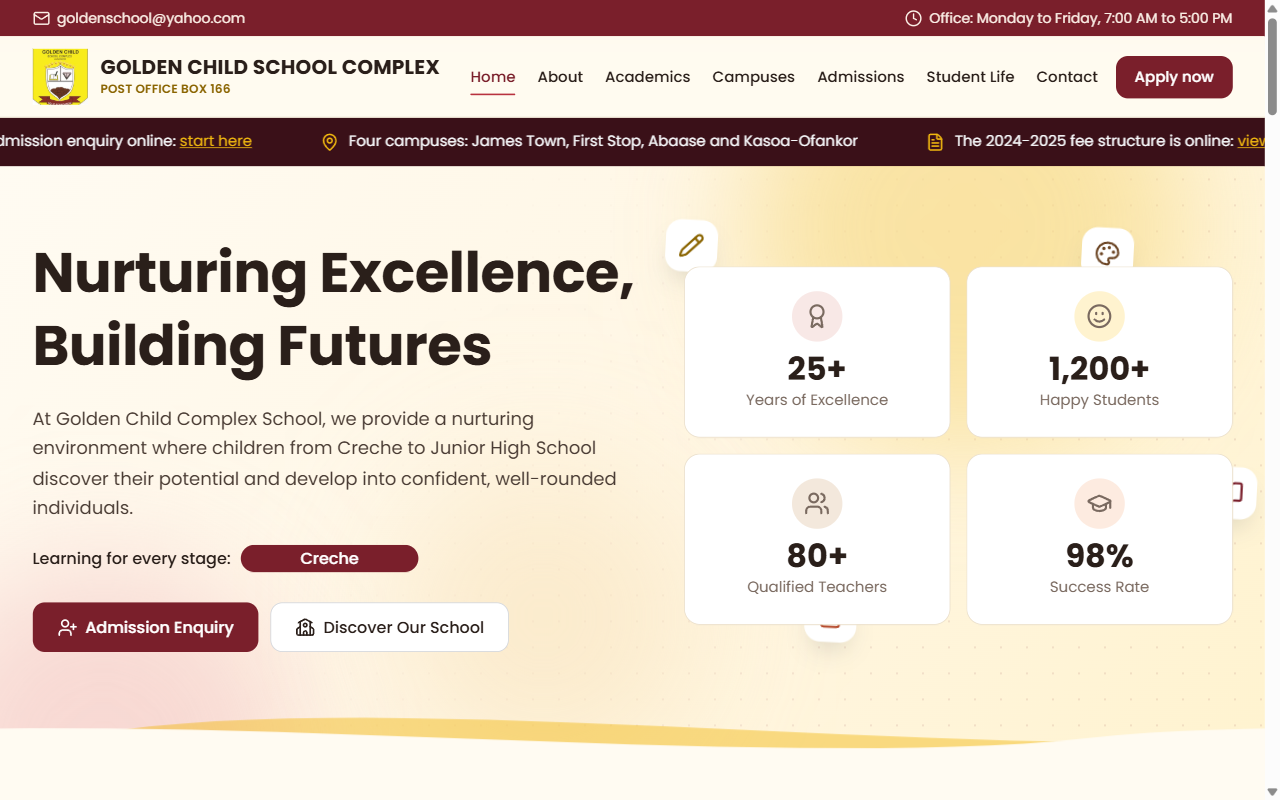 goldenschool@yahoo.com
Office: Monday to Friday, 7:00 AM to 5:00 PM
GOLDEN CHILD
GOLDEN CHILD SCHOOL COMPLEX
POST OFFICE BOX 166
Home
About
Academics
Campuses
Admissions
Student Life
Contact
Apply now
enquiry online: start here
Four campuses: James Town, First Stop, Abaase and Kasoa-Ofankor
The 2024-2025 fee structure is online: view
Nurturing Excellence,
Building Futures
At Golden Child Complex School, we provide a nurturing
environment where children from Creche to Junior High School
discover their potential and develop into confident, well-rounded
individuals.
Learning for every stage:
Creche
Admission Enquiry
Discover Our School
25+
Years of Excellence
1,200+
Happy Students
80+
Qualified Teachers
98%
Success Rate